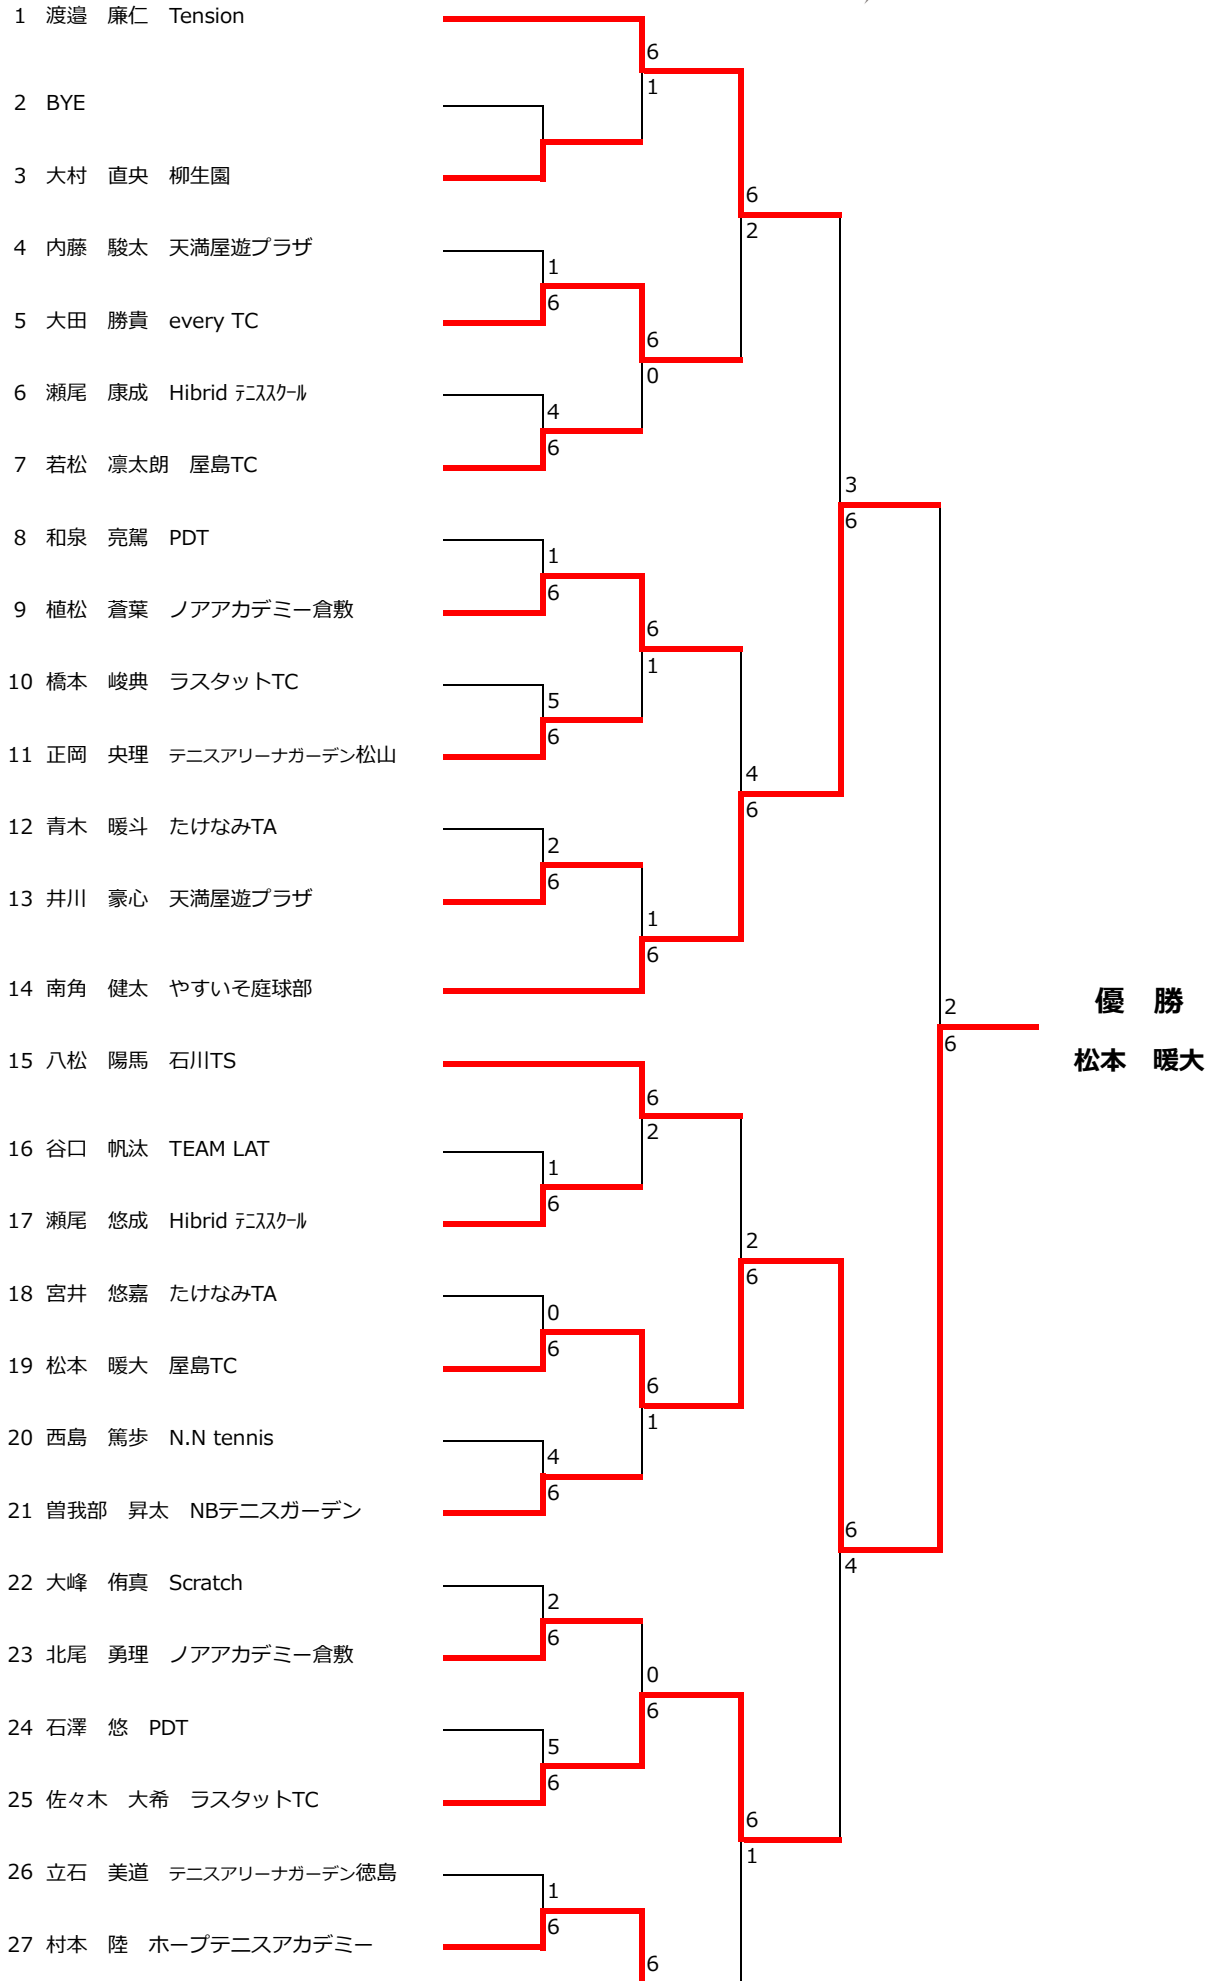 1 渡邉 廉仁 Tension
6
1
2 BYE
3 大村 直央 柳生園
6
2
4 内藤 駿太 天満屋遊プラザ
1
6
5 大田 勝貴 every TC
6
0
6 瀬尾 康成 Hibrid ﾃﾆｽｽｸｰﾙ
4
6
7 若松 凛太朗 屋島TC
3
6
8 和泉 亮駕 PDT
1
6
9 植松 蒼葉 ノアアカデミー倉敷
6
1
10 橋本 峻典 ラスタットTC
5
6
11 正岡 央理 テニスアリーナガーデン松山
4
6
12 青木 暖斗 たけなみTA
2
6
13 井川 豪心 天満屋遊プラザ
1
6
14 南角 健太 やすいそ庭球部
優 勝
2
6
松本 暖大
15 八松 陽馬 石川TS
6
2
16 谷口 帆汰 TEAM LAT
1
6
17 瀬尾 悠成 Hibrid ﾃﾆｽｽｸｰﾙ
2
6
18 宮井 悠嘉 たけなみTA
0
6
19 松本 暖大 屋島TC
6
1
20 西島 篤歩 N.N tennis
4
6
21 曽我部 昇太 NBテニスガーデン
6
4
22 大峰 侑真 Scratch
2
6
23 北尾 勇理 ノアアカデミー倉敷
0
6
24 石澤 悠 PDT
5
6
25 佐々木 大希 ラスタットTC
6
1
26 立石 美道 テニスアリーナガーデン徳島
1
6
27 村本 陸 ホープテニスアカデミー
6